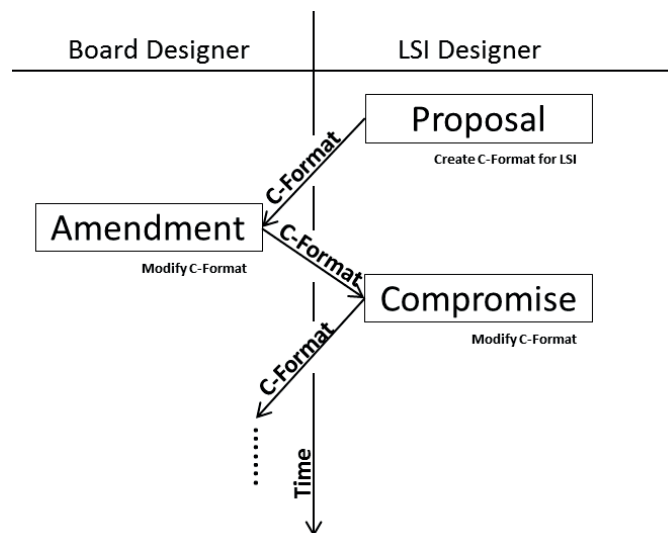 Board Designer
LSI Designer
Proposal
Create C-Format for LSI
C-Format
Amendment
Modify C-Format
C-Format
Compromise
Modify C-Format
C-Format
Time